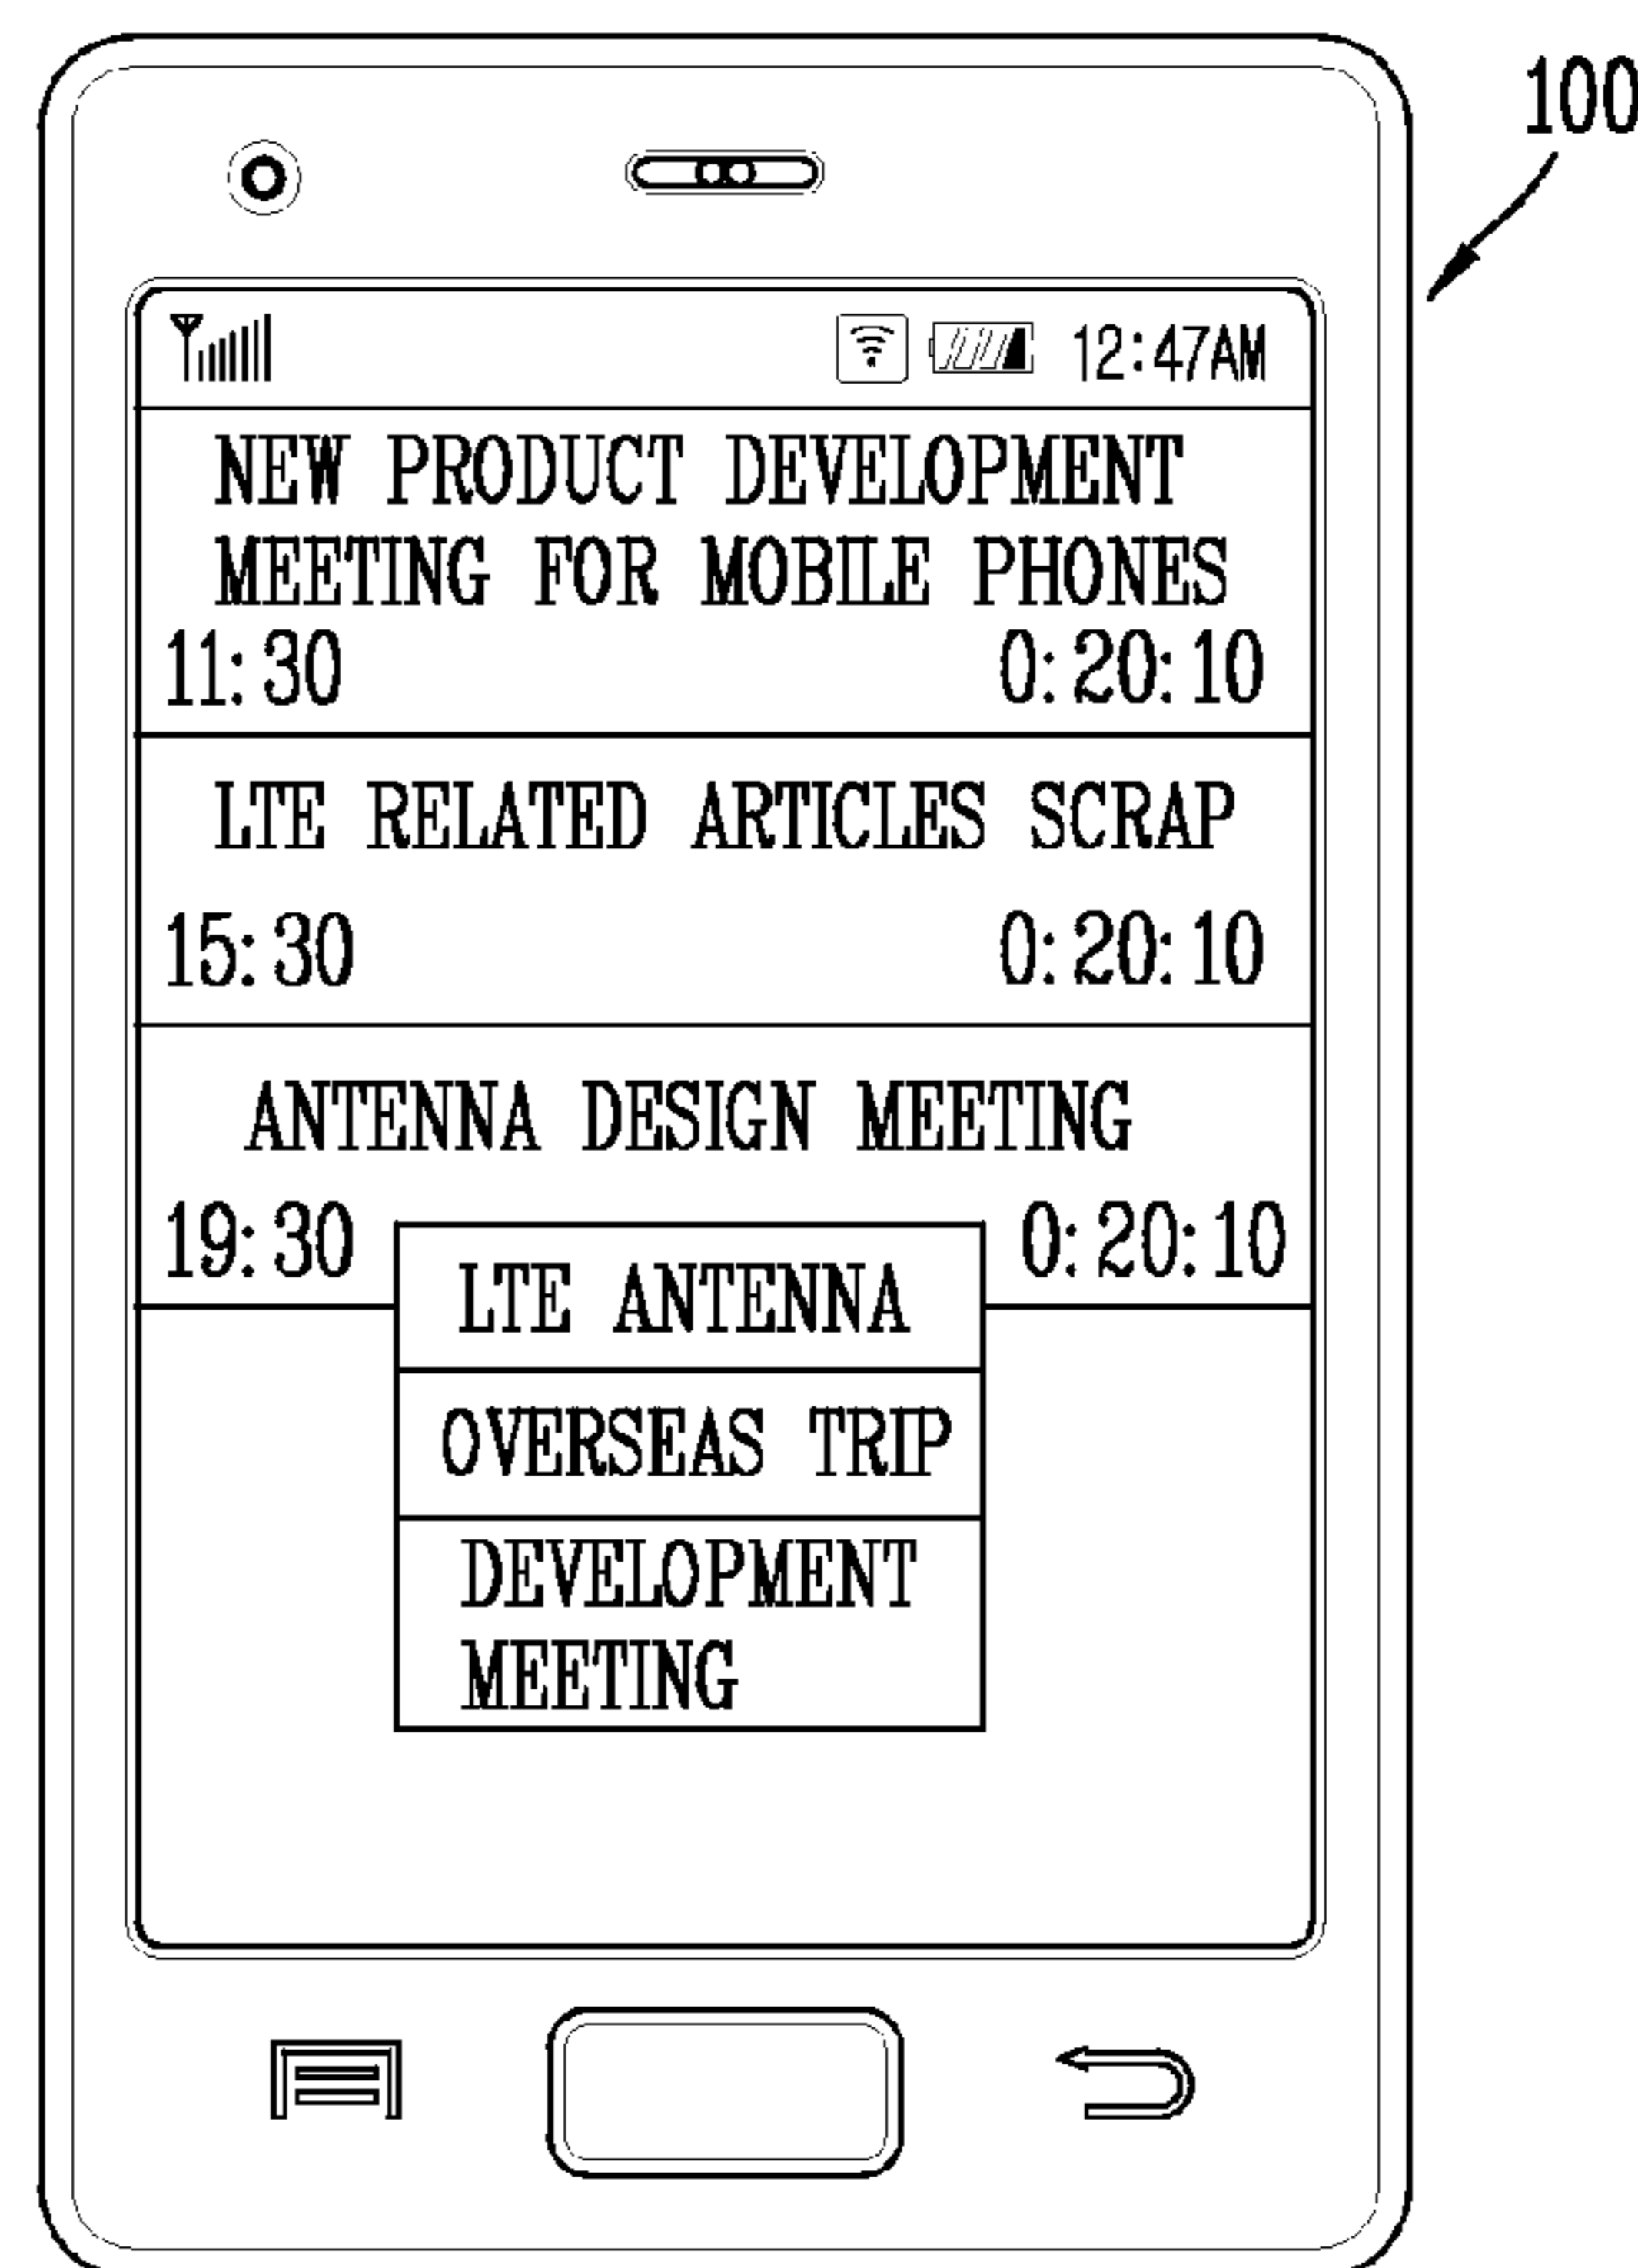 100
12:47AM
NEW PRODUCT DEVELOPMENT
MEETING FOR MOBILE PHONES
11:30 0:20:10
LTE RELATED ARTICLES SCRAP
15:30 0:20:10
ANTENNA DESIGN MEETING
19:30 0:20:10
LTE ANTENNA
OVERSEAS TRIP
DEVELOPMENT
MEETING